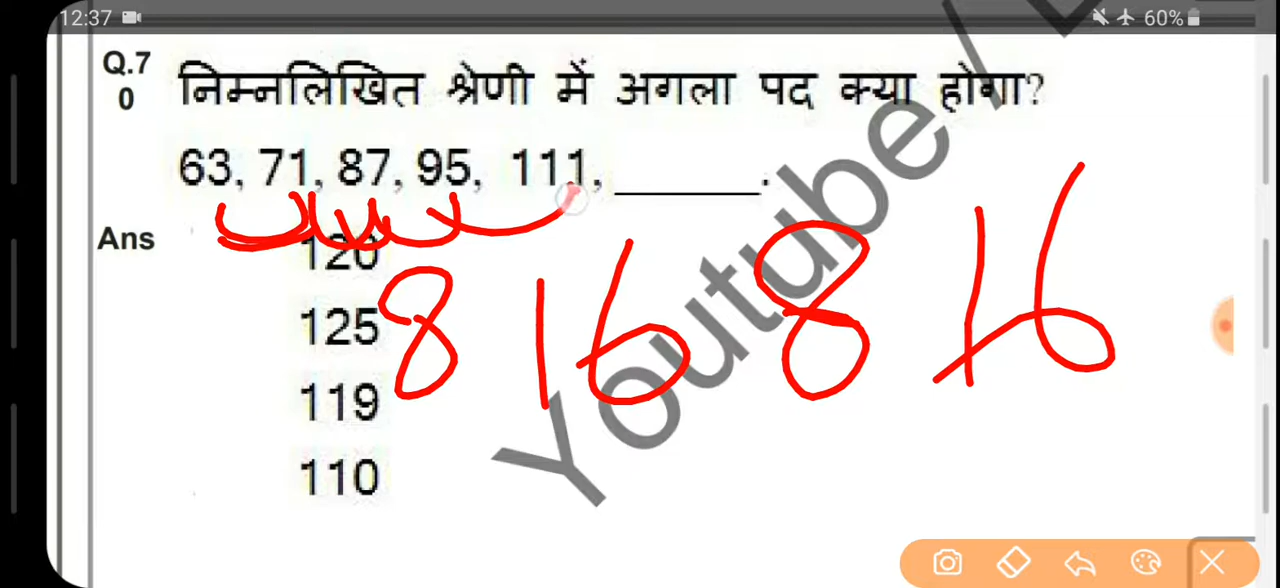 12:37 60%
Q.70 निम्नलिखित श्रेणी में अगला पद क्या होगा?
63, 71, 87, 95, 111, ______.
Ans
120
125
119
110
8 16 8 16
Youtube /